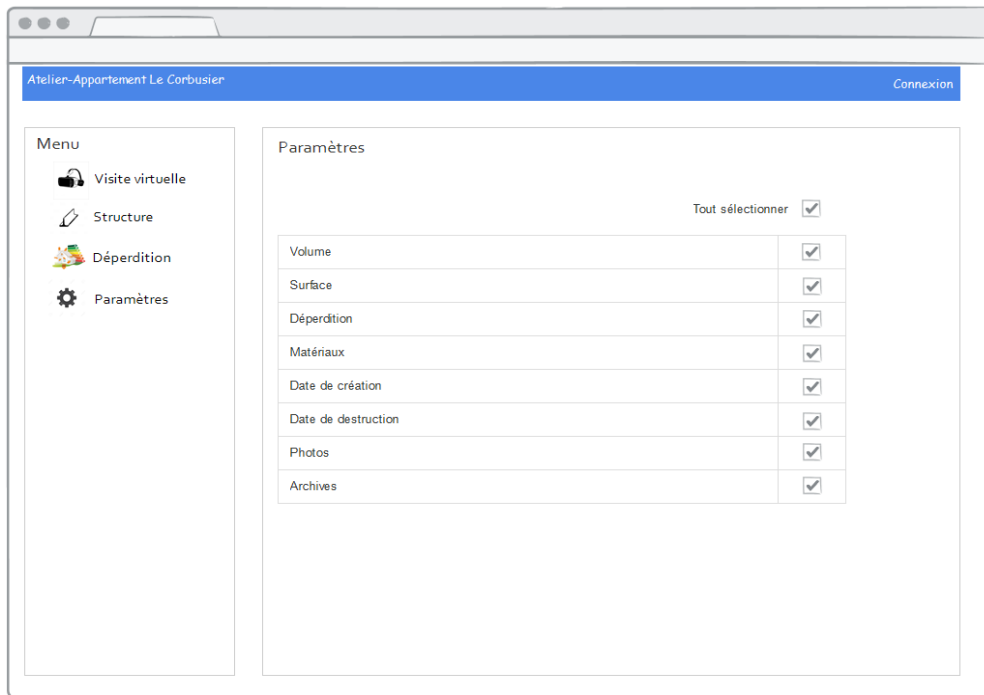 Atelier-Appartement Le Corbusier
Connexion
Menu
Visite virtuelle
Structure
Déperdition
Paramètres
Paramètres
Tout sélectionner
Volume
Surface
Déperdition
Matériaux
Date de création
Date de destruction
Photos
Archives